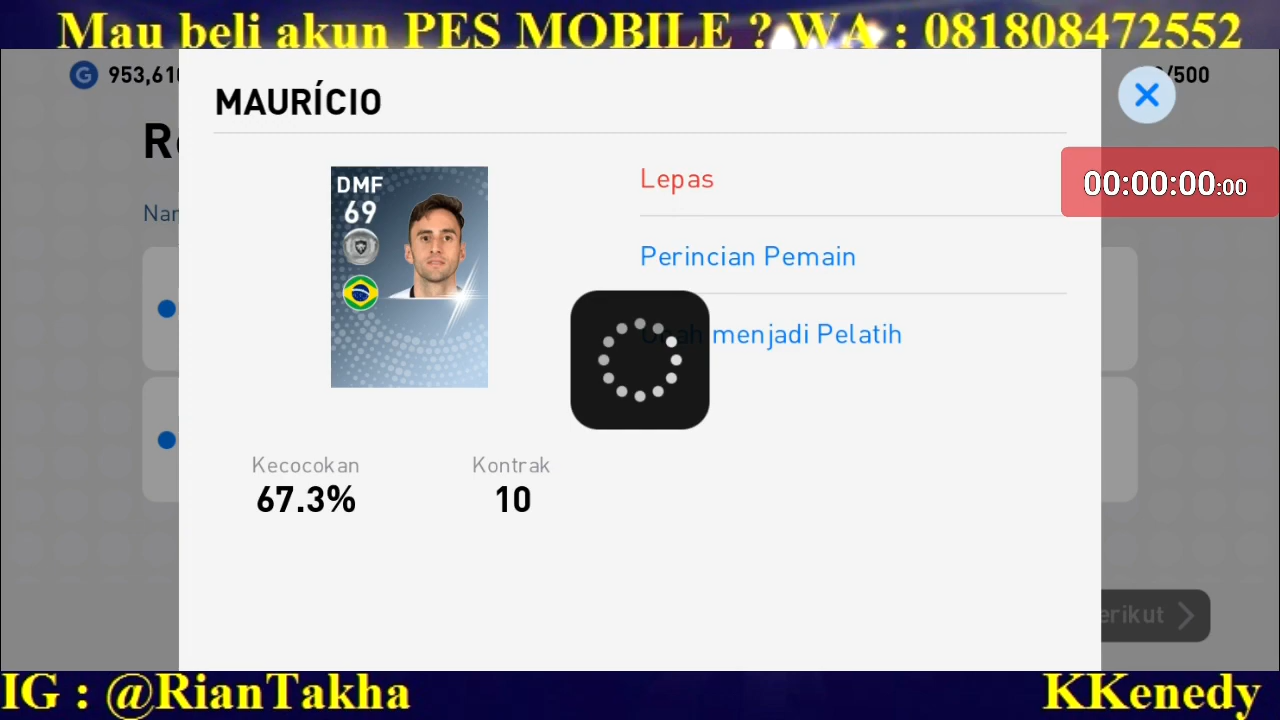 Mau beli akun PES MOBILE ? WA : 081808472552
G 953,610
/500
MAURÍCIO
DMF
69
Lepas
00:00:00:00
Perincian Pemain
menjadi Pelatih
Kecocokan
67.3%
Kontrak
10
erikut
IG : @RianTakha
KKenedy